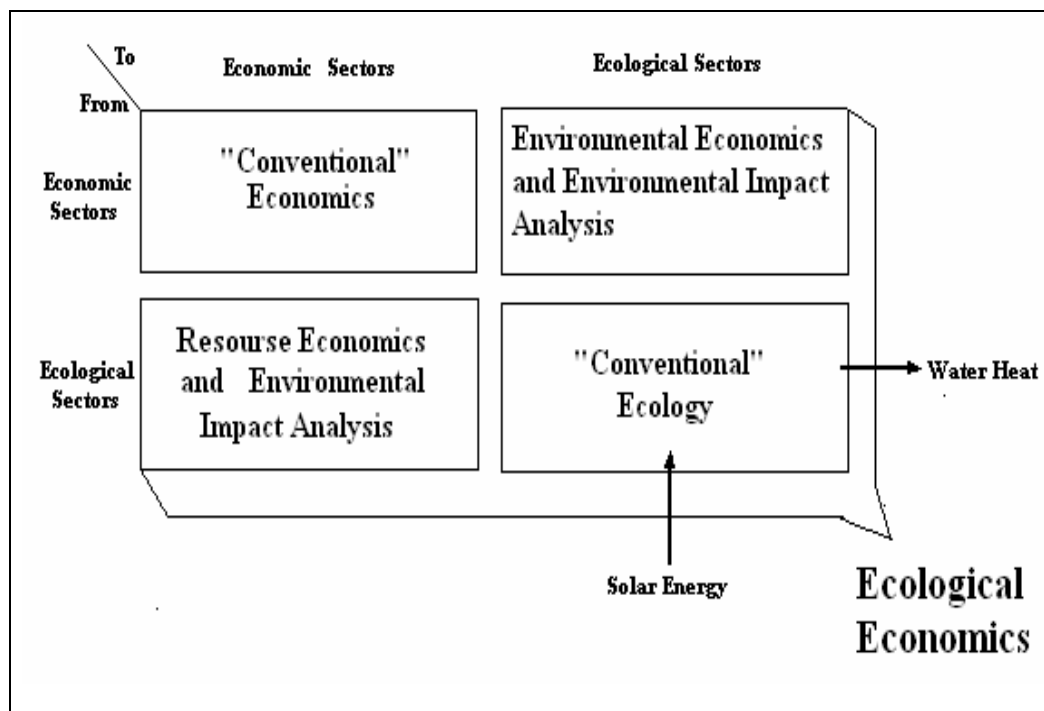 To
From
Economic Sectors
Ecological Sectors
Economic
Sectors
"Conventional"
Economics
Environmental Economics
and Environmental Impact
Analysis
Ecological
Sectors
Resourse Economics
and Environmental
Impact Analysis
"Conventional"
Ecology
Water Heat
Solar Energy
Ecological
Economics